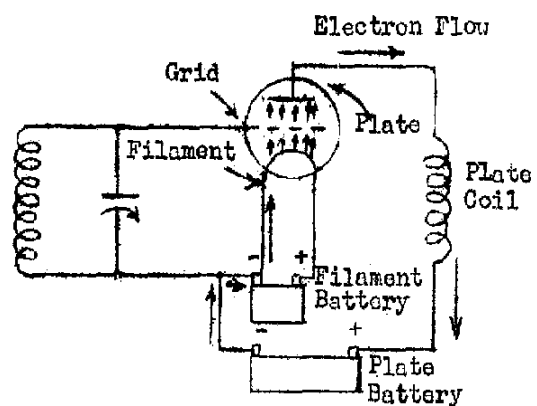 Electron Flow
Grid
Plate
Filament
Plate
Coil
- +
Filament
Battery
- +
Plate
Battery